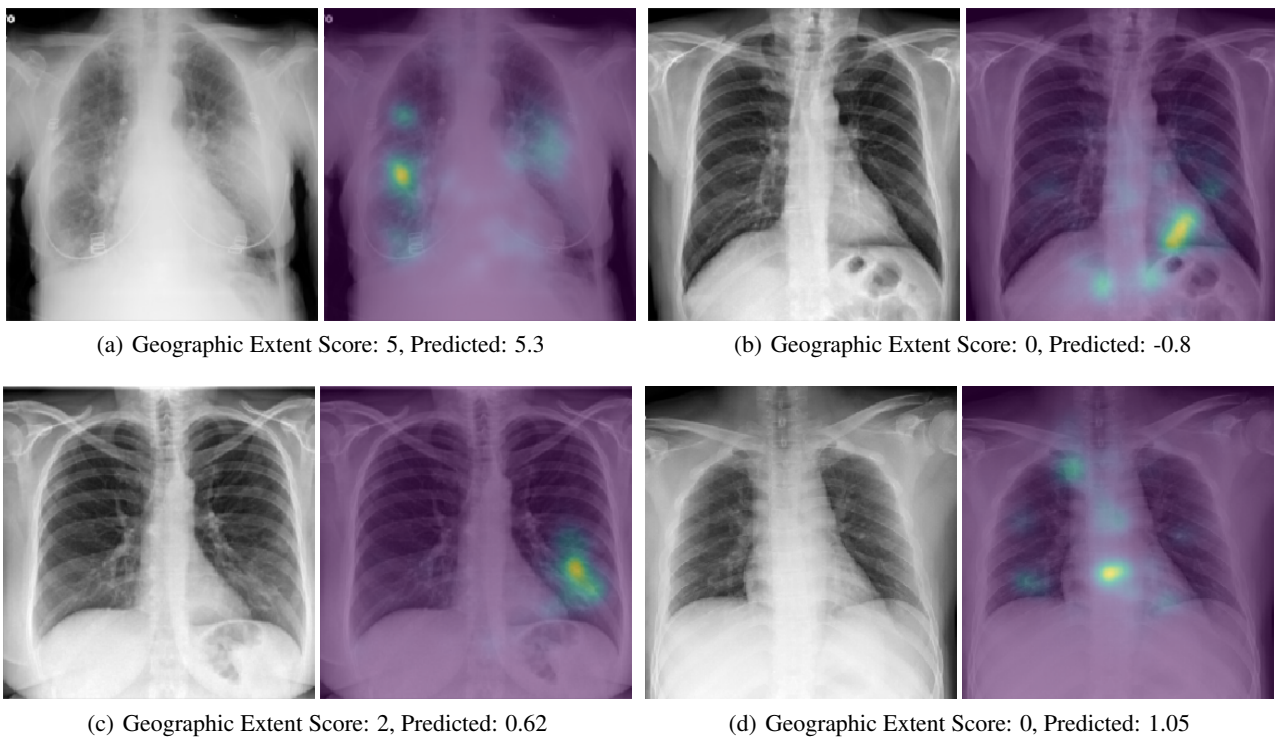 (a) Geographic Extent Score: 5, Predicted: 5.3
(b) Geographic Extent Score: 0, Predicted: -0.8
(c) Geographic Extent Score: 2, Predicted: 0.62
(d) Geographic Extent Score: 0, Predicted: 1.05